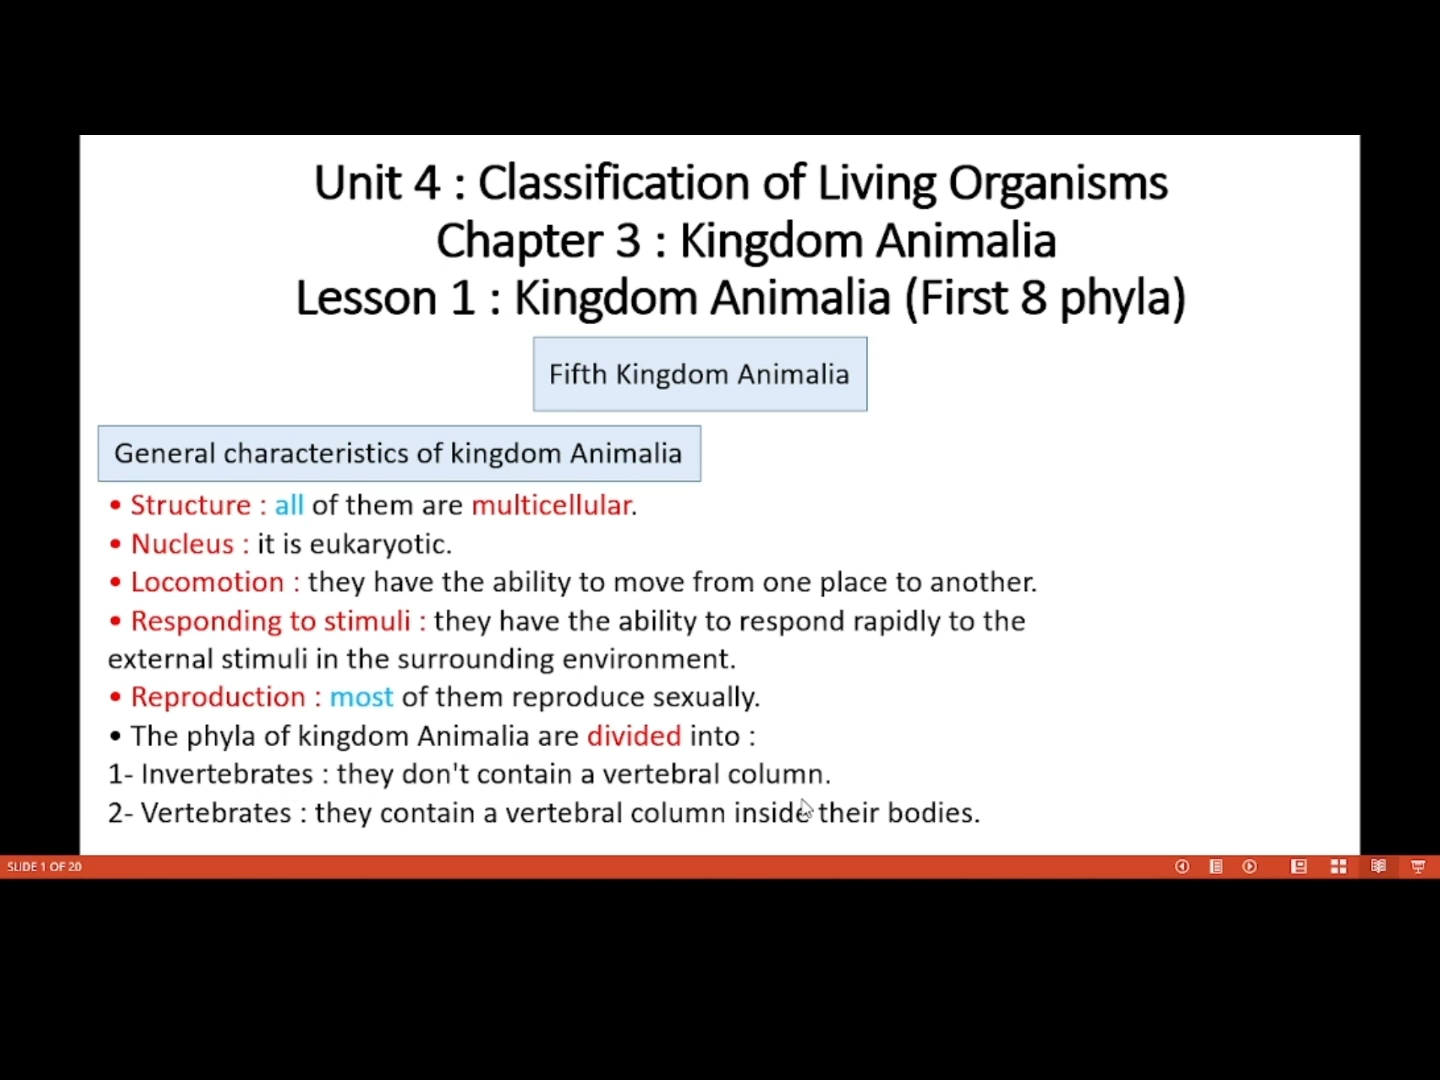 Unit 4 : Classification of Living Organisms
Chapter 3 : Kingdom Animalia
Lesson 1 : Kingdom Animalia (First 8 phyla)
Fifth Kingdom Animalia
General characteristics of kingdom Animalia
• Structure : all of them are multicellular.
• Nucleus : it is eukaryotic.
• Locomotion : they have the ability to move from one place to another.
• Responding to stimuli : they have the ability to respond rapidly to the
external stimuli in the surrounding environment.
• Reproduction : most of them reproduce sexually.
• The phyla of kingdom Animalia are divided into :
1- Invertebrates : they don't contain a vertebral column.
2- Vertebrates : they contain a vertebral column inside their bodies.
SLIDE 1 OF 20